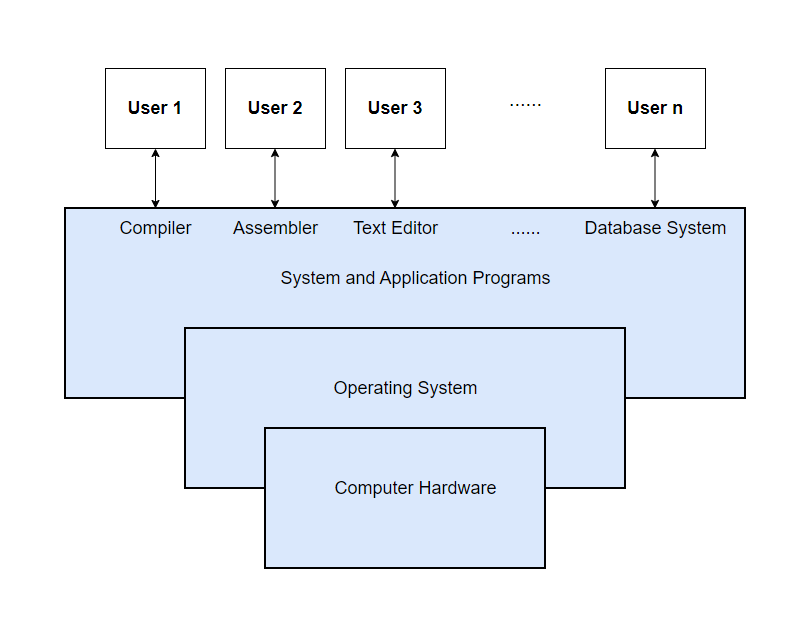 User 1 User 2 User 3 ...... User n
Compiler Assembler Text Editor ...... Database System
System and Application Programs
Operating System
Computer Hardware